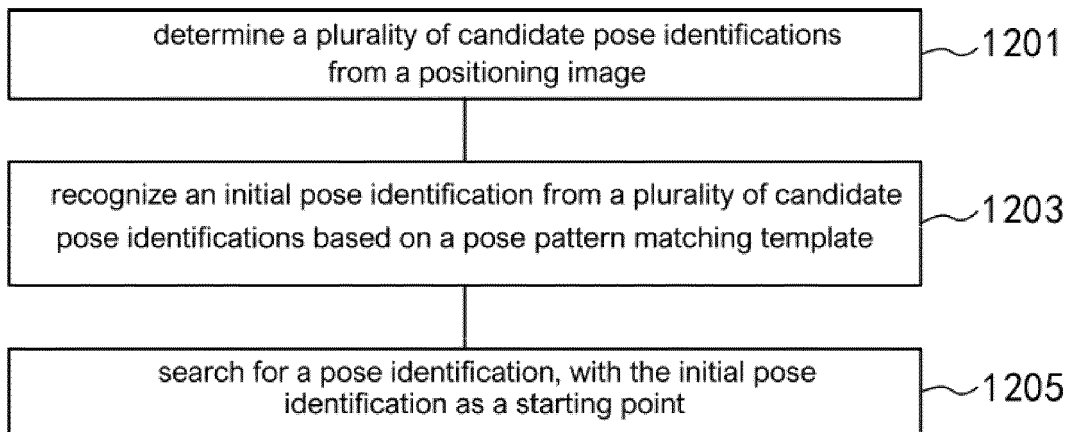 determine a plurality of candidate pose identifications
from a positioning image
1201
recognize an initial pose identification from a plurality of candidate
pose identifications based on a pose pattern matching template
1203
search for a pose identification, with the initial pose
identification as a starting point
1205